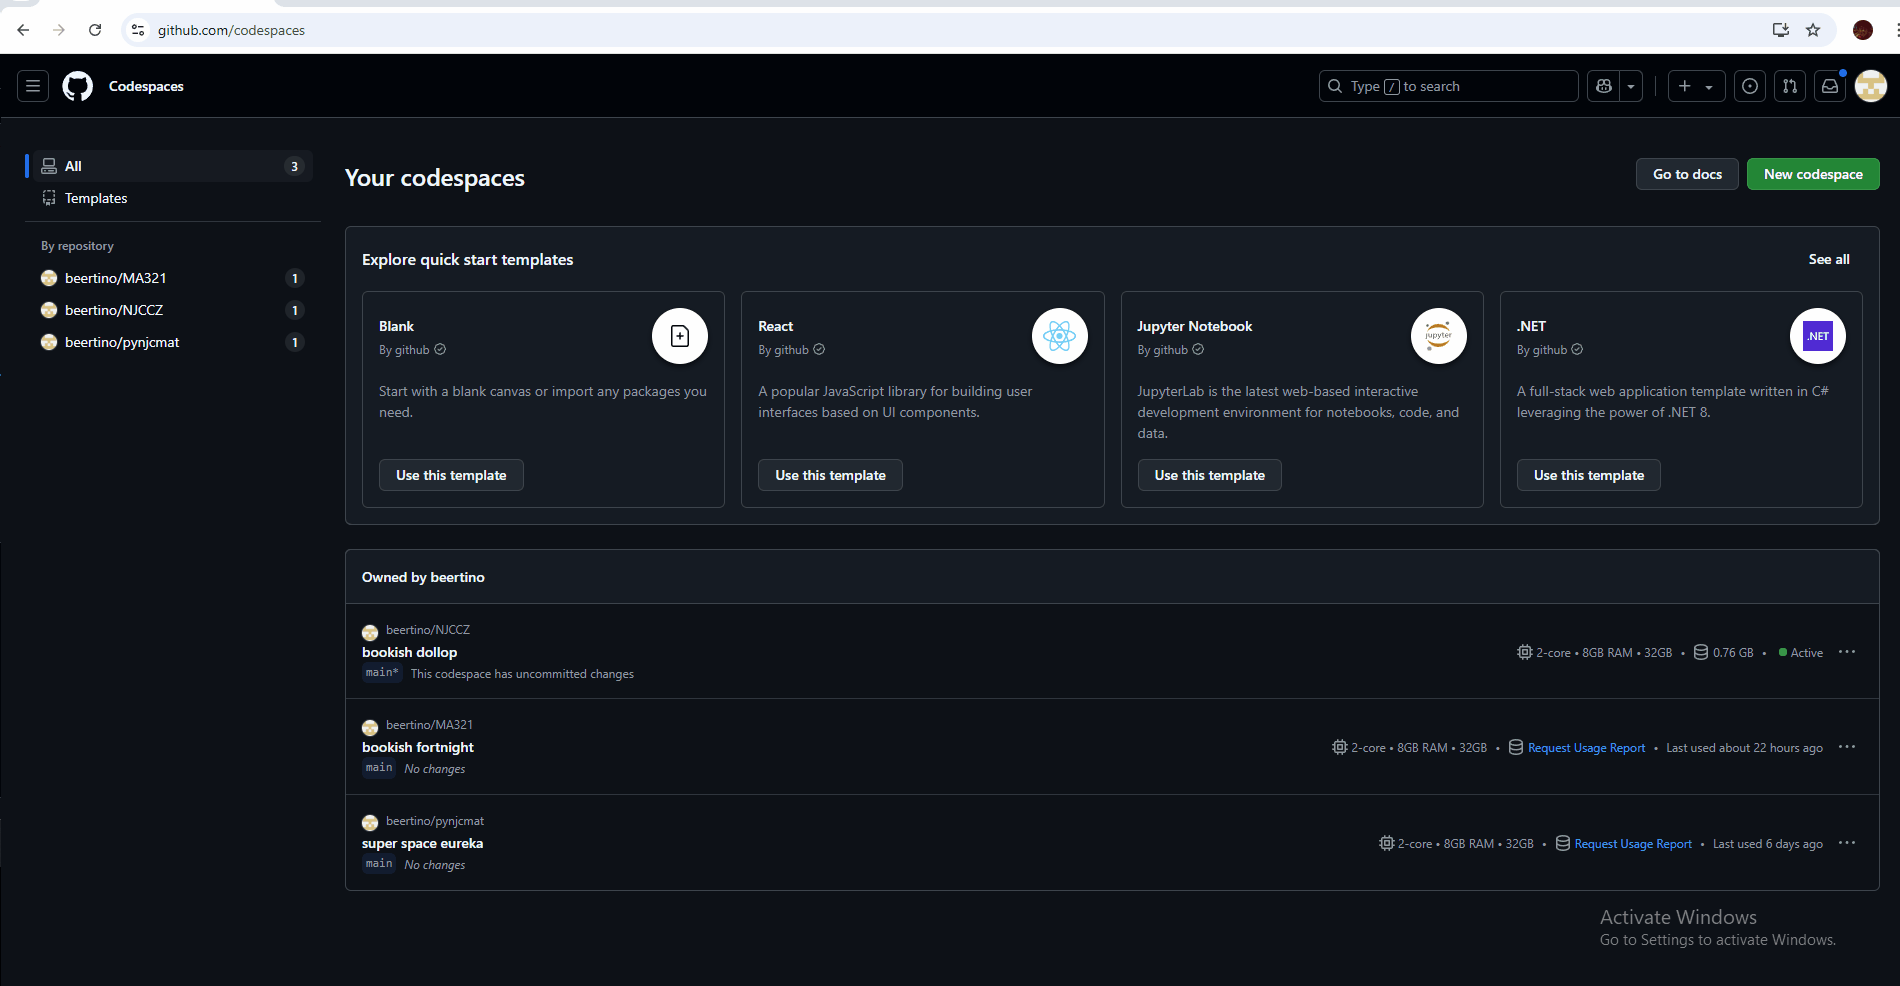 github.com/codespaces
Codespaces
Type / to search
All 3
Templates
By repository
beertino/MA321 1
beertino/NJCCZ 1
beertino/pynjcmat 1
Your codespaces
Go to docs
New codespace
Explore quick start templates
See all
Blank
By github
Start with a blank canvas or import any packages you
need.
Use this template
React
By github
A popular JavaScript library for building user
interfaces based on UI components.
Use this template
Jupyter Notebook
By github
jupyter
JupyterLab is the latest web-based interactive
development environment for notebooks, code, and
data.
Use this template
.NET
By github
.NET
A full-stack web application template written in C#
leveraging the power of .NET 8.
Use this template
Owned by beertino
beertino/NJCCZ
bookish dollop
main* This codespace has uncommitted changes
2-core • 8GB RAM • 32GB • 0.76 GB • Active
beertino/MA321
bookish fortnight
main No changes
2-core • 8GB RAM • 32GB • Request Usage Report • Last used about 22 hours ago
beertino/pynjcmat
super space eureka
main No changes
2-core • 8GB RAM • 32GB • Request Usage Report • Last used 6 days ago
Activate Windows
Go to Settings to activate Windows.